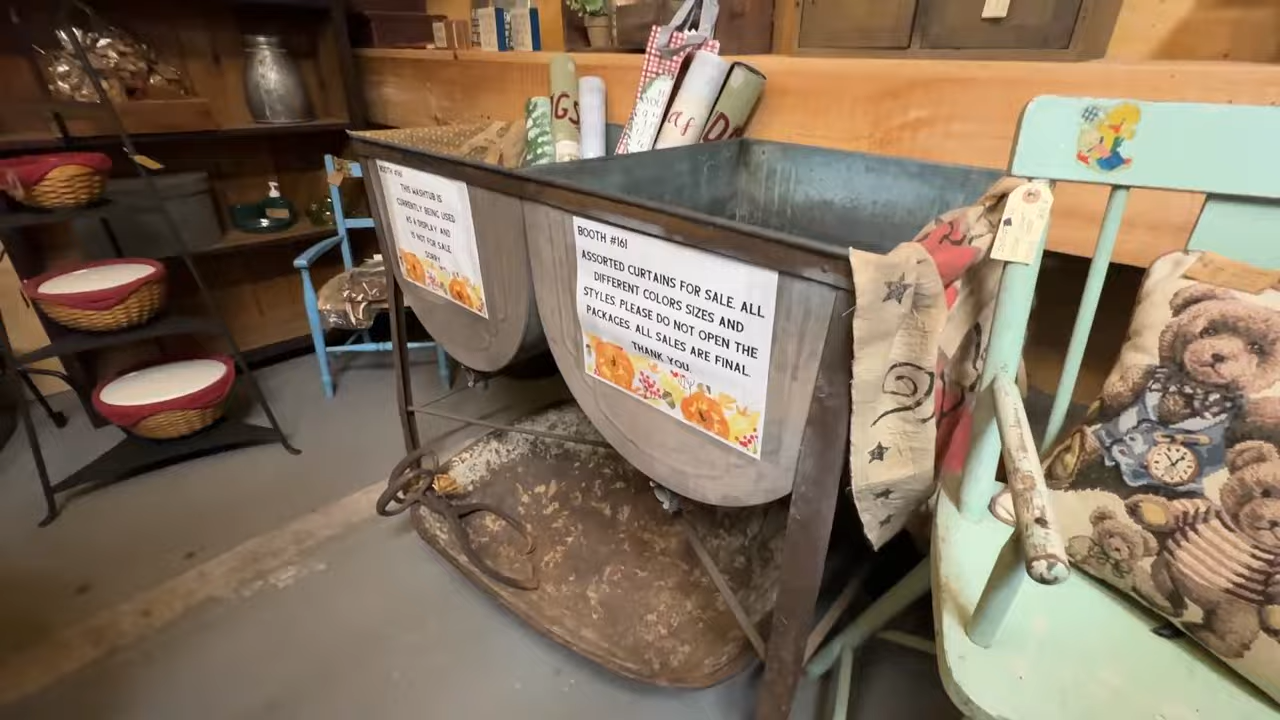 BOOTH #161
THIS WASHTUB IS
CURRENTLY BEING USED
AS A DISPLAY AND
IS NOT FOR SALE.
SORRY
BOOTH #161
ASSORTED CURTAINS FOR SALE. ALL
DIFFERENT COLORS SIZES AND
STYLES. PLEASE DO NOT OPEN THE
PACKAGES. ALL SALES ARE FINAL.
THANK YOU.